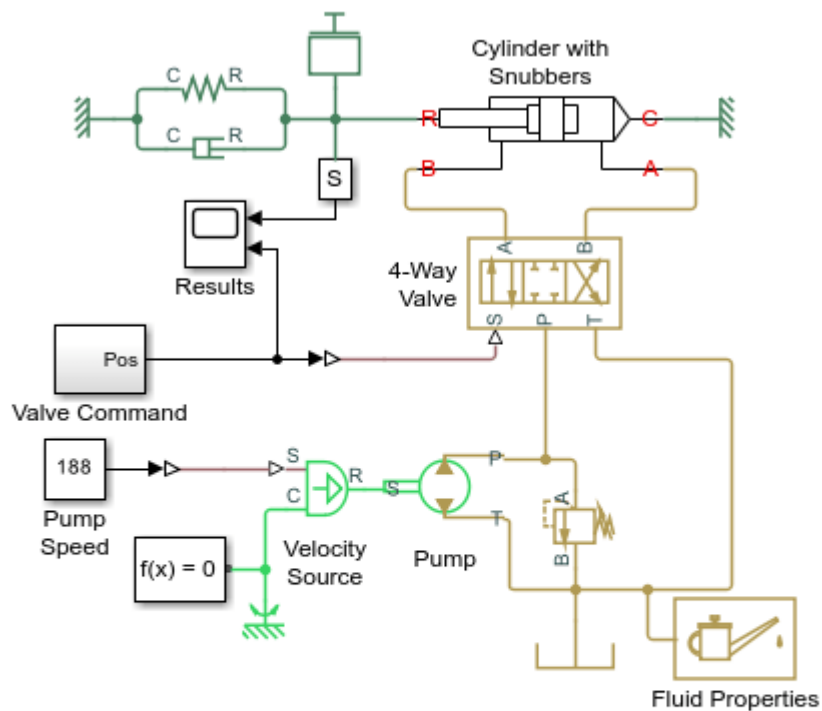 Cylinder with
Snubbers
C R
C R
R
C
B
A
S
A
B
4-Way
Valve
Results
S
P
T
Pos
Valve Command
188
S
C
R
S
P
T
A
B
Pump
Speed
Velocity
Source
Pump
f(x) = 0
Fluid Properties